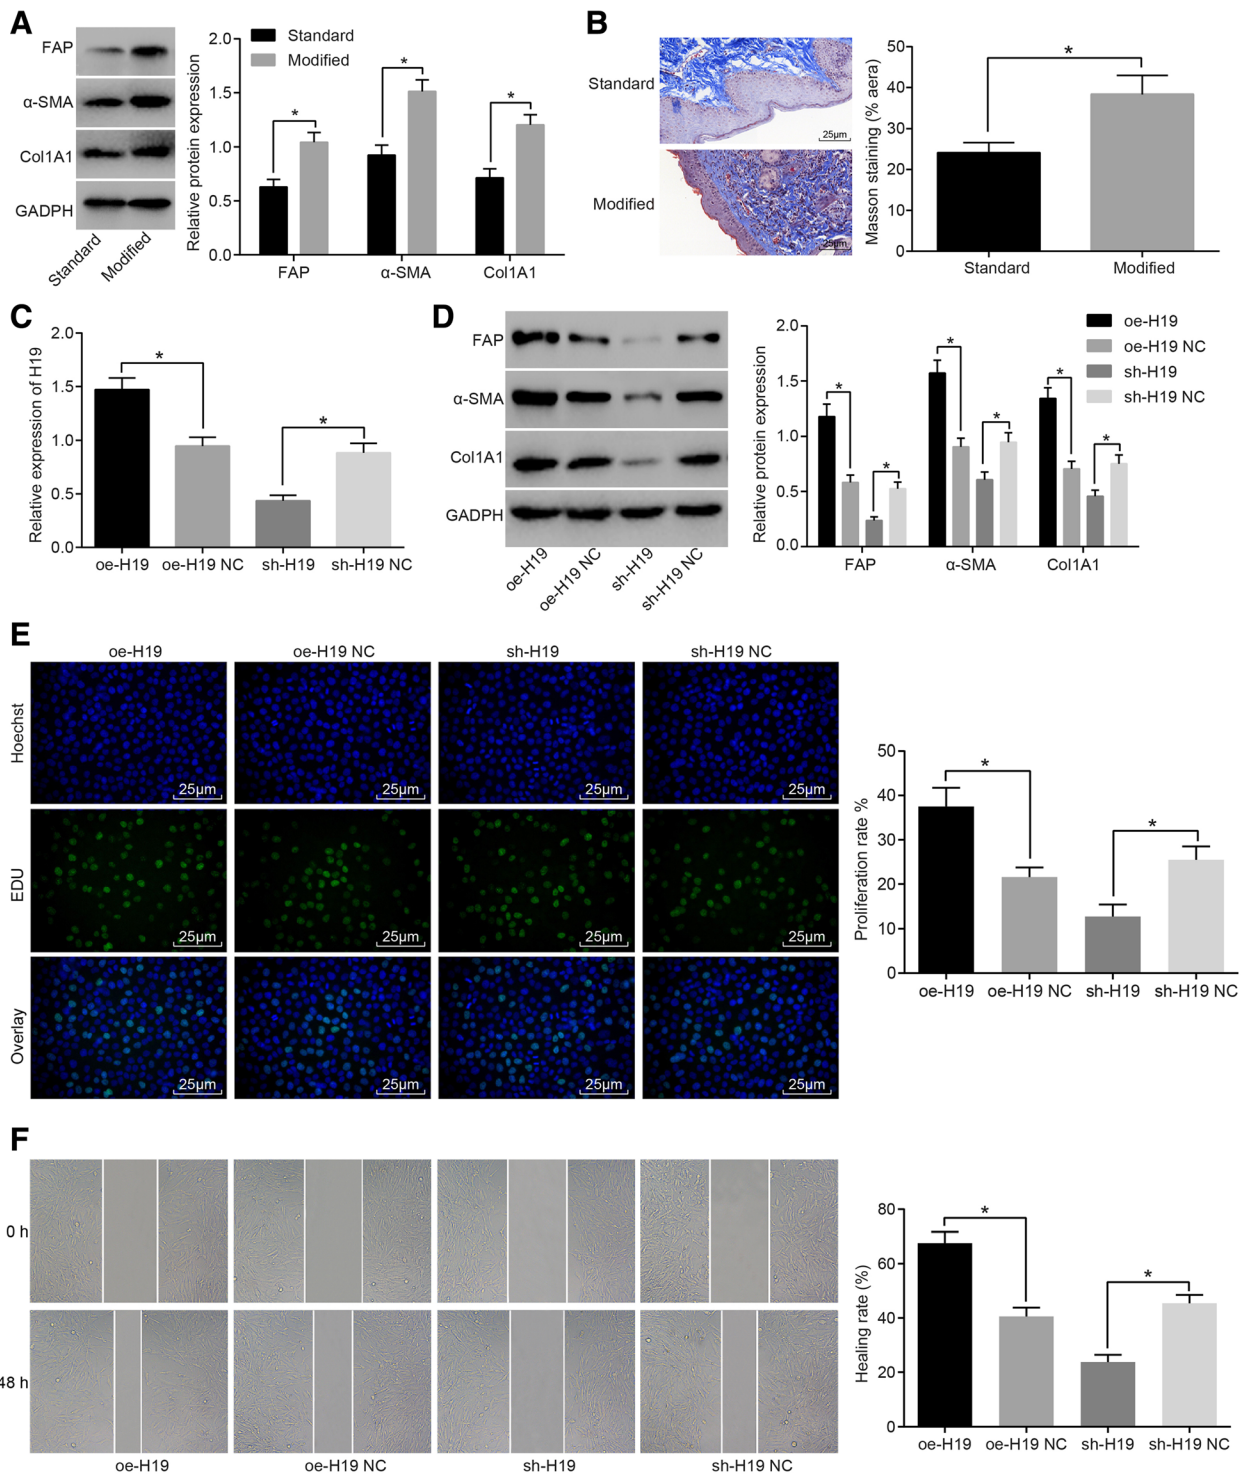 A
FAP
α-SMA
Col1A1
GADPH
Standard
Modified
Relative protein expression
2.0
1.5
1.0
0.5
0.0
Standard
Modified
*
*
*
FAP
α-SMA
Col1A1
B
Standard
25μm
Modified
25μm
Masson staining (% aera)
50
40
30
20
10
0
*
Standard
Modified
C
Relative expression of H19
2.0
1.5
1.0
0.5
0.0
*
*
oe-H19
oe-H19 NC
sh-H19
sh-H19 NC
D
FAP
α-SMA
Col1A1
GADPH
oe-H19
oe-H19 NC
sh-H19
sh-H19 NC
Relative protein expression
2.0
1.5
1.0
0.5
0.0
oe-H19
oe-H19 NC
sh-H19
sh-H19 NC
*
*
*
*
*
*
FAP
α-SMA
Col1A1
E
oe-H19
oe-H19 NC
sh-H19
sh-H19 NC
Hoechst
25μm
25μm
25μm
25μm
EDU
25μm
25μm
25μm
25μm
Overlay
25μm
25μm
25μm
25μm
Proliferation rate %
50
40
30
20
10
0
*
*
oe-H19
oe-H19 NC
sh-H19
sh-H19 NC
F
0 h
48 h
oe-H19
oe-H19 NC
sh-H19
sh-H19 NC
Healing rate (%)
80
60
40
20
0
*
*
oe-H19
oe-H19 NC
sh-H19
sh-H19 NC